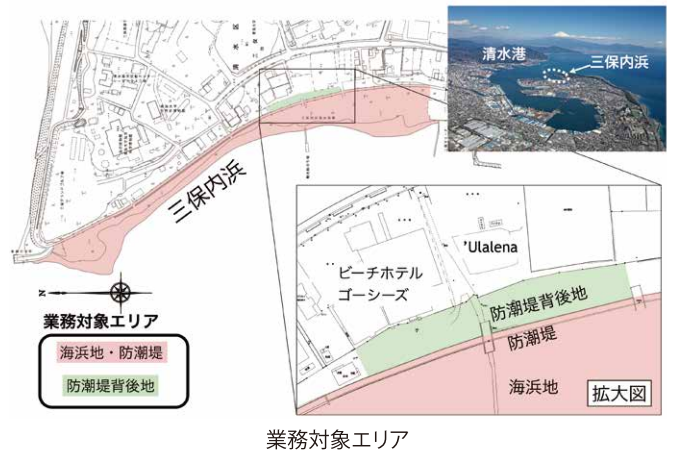 清水港
三保内浜
三保内浜
N
業務対象エリア
海浜地・防潮堤
防潮堤背後地
Ulalena
ビーチホテル
ゴーシーズ
防潮堤背後地
防潮堤
海浜地
拡大図
業務対象エリア